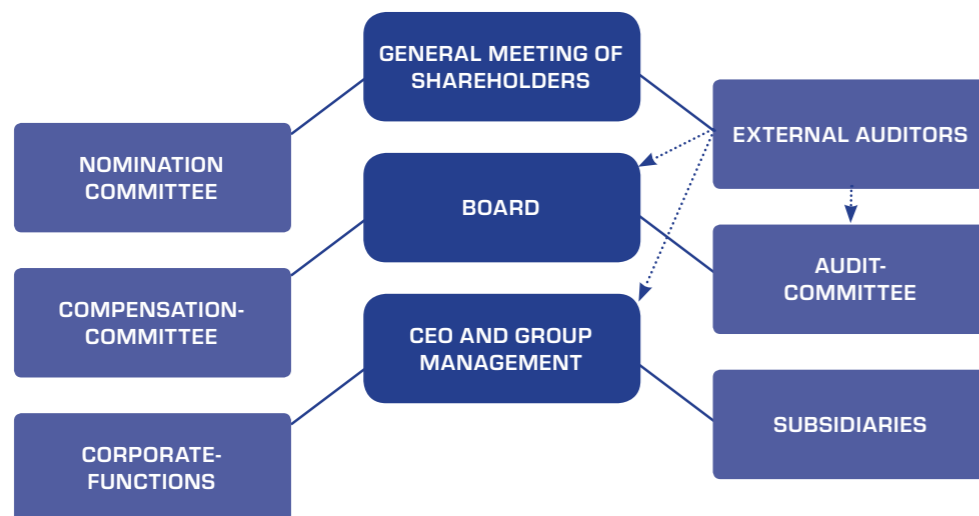 GENERAL MEETING OF
SHAREHOLDERS
EXTERNAL AUDITORS
NOMINATION
COMMITTEE
BOARD
AUDIT-
COMMITTEE
COMPENSATION-
COMMITTEE
CEO AND GROUP
MANAGEMENT
SUBSIDIARIES
CORPORATE-
FUNCTIONS